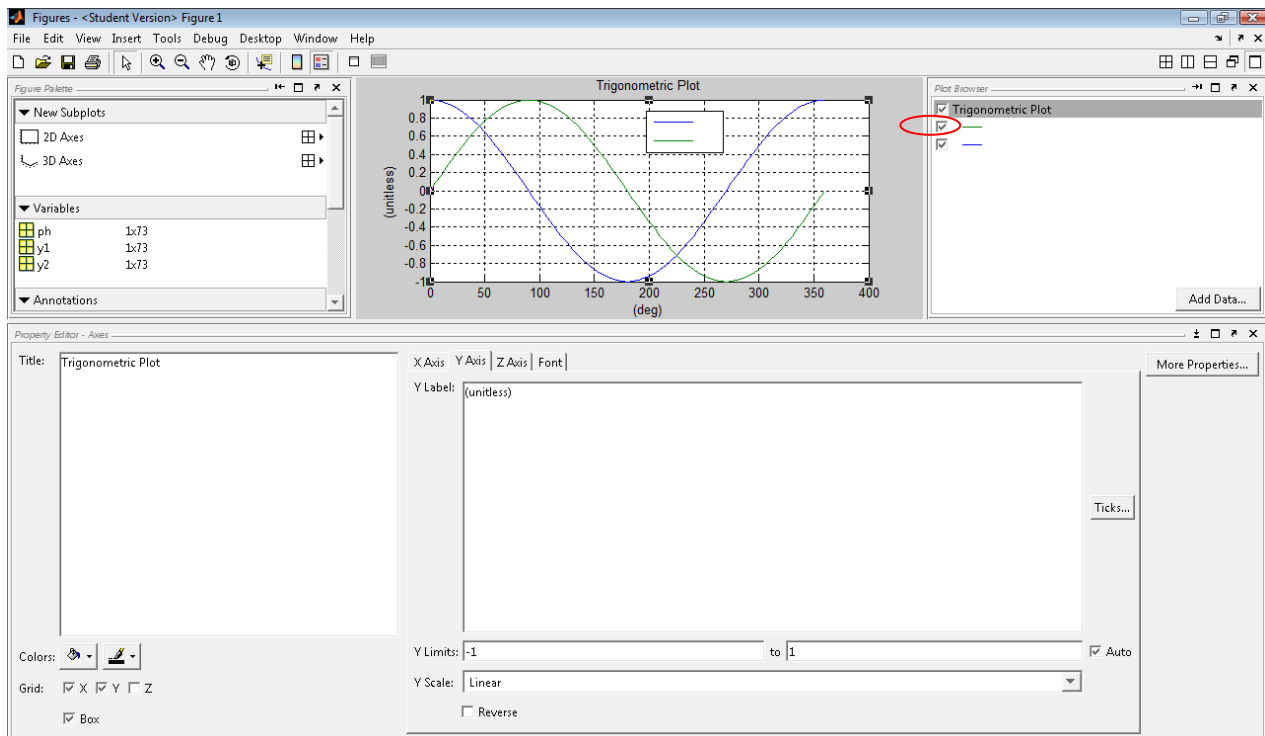 Figures - <Student Version> Figure 1
File Edit View Insert Tools Debug Desktop Window Help
Figure Palette
New Subplots
2D Axes
3D Axes
Variables
ph 1x73
y1 1x73
y2 1x73
Annotations
Trigonometric Plot
1
0.8
0.6
0.4
0.2
0
-0.2
-0.4
-0.6
-0.8
-1
(unitless)
0 50 100 150 200 250 300 350 400
(deg)
Plot Browser
Trigonometric Plot
Add Data...
Property Editor - Axes
Title: Trigonometric Plot
Colors:
Grid: X Y Z
Box
X Axis Y Axis Z Axis Font
Y Label: (unitless)
Ticks...
Y Limits: -1 to 1 Auto
Y Scale: Linear
Reverse
More Properties...